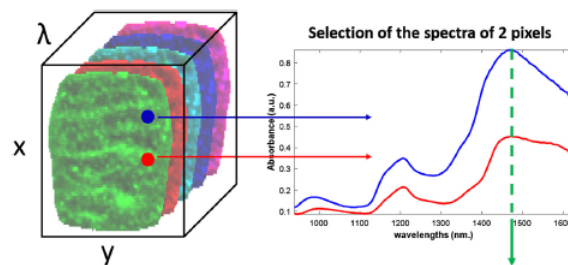 λ
x
y
Selection of the spectra of 2 pixels
Absorbance (a.u.)
0.8
0.7
0.6
0.5
0.4
0.3
0.2
0.1
1000 1100 1200 1300 1400 1500 160
wavelengths (nm.)